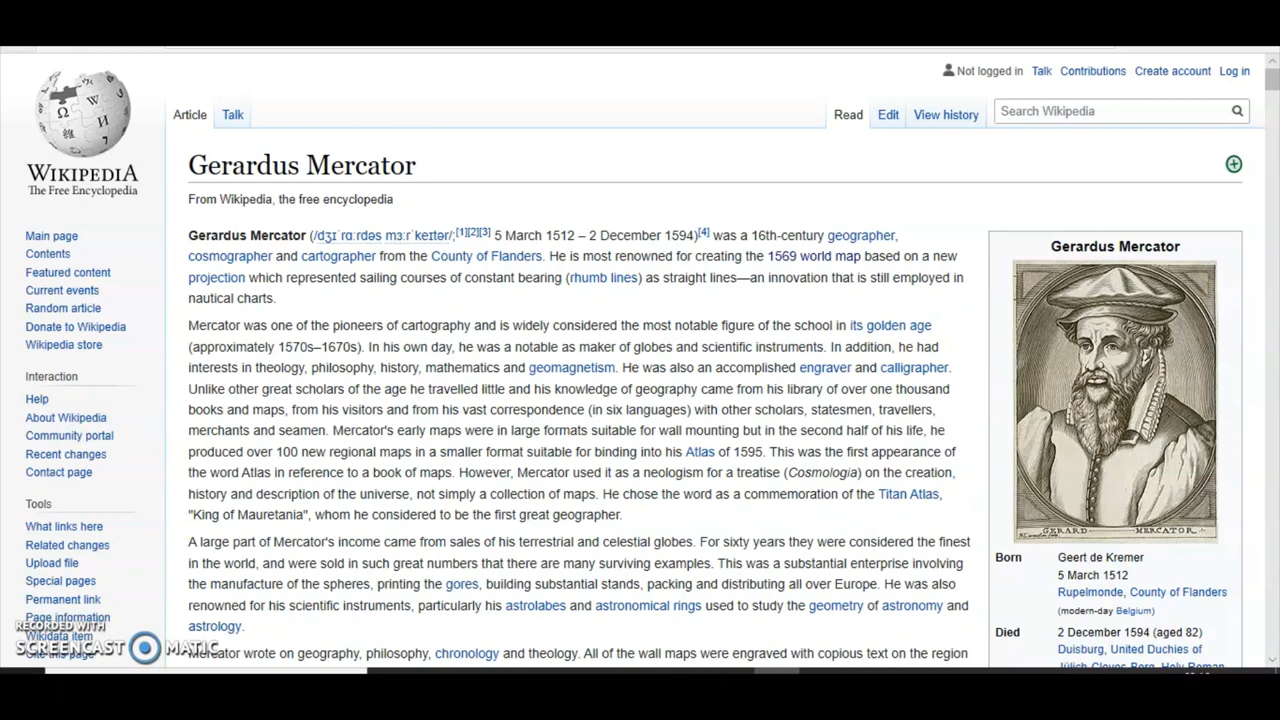 Not logged in Talk Contributions Create account Log in
Article Talk Read Edit View history Search Wikipedia
WIKIPEDIA
The Free Encyclopedia
Main page
Contents
Featured content
Current events
Random article
Donate to Wikipedia
Wikipedia store
Interaction
Help
About Wikipedia
Community portal
Recent changes
Contact page
Tools
What links here
Related changes
Upload file
Special pages
Permanent link
Page information
Wikidata item
Cite this page
RECORDED WITH
SCREENCAST MATIC
Gerardus Mercator
From Wikipedia, the free encyclopedia
Gerardus Mercator (/dʒɪˈrɑːrdəs mɜːrˈkeɪtər/;[1][2][3] 5 March 1512 – 2 December 1594)[4] was a 16th-century geographer,
cosmographer and cartographer from the County of Flanders. He is most renowned for creating the 1569 world map based on a new
projection which represented sailing courses of constant bearing (rhumb lines) as straight lines—an innovation that is still employed in
nautical charts.
Mercator was one of the pioneers of cartography and is widely considered the most notable figure of the school in its golden age
(approximately 1570s–1670s). In his own day, he was a notable as maker of globes and scientific instruments. In addition, he had
interests in theology, philosophy, history, mathematics and geomagnetism. He was also an accomplished engraver and calligrapher.
Unlike other great scholars of the age he travelled little and his knowledge of geography came from his library of over one thousand
books and maps, from his visitors and from his vast correspondence (in six languages) with other scholars, statesmen, travellers,
merchants and seamen. Mercator's early maps were in large formats suitable for wall mounting but in the second half of his life, he
produced over 100 new regional maps in a smaller format suitable for binding into his Atlas of 1595. This was the first appearance of
the word Atlas in reference to a book of maps. However, Mercator used it as a neologism for a treatise (Cosmologia) on the creation,
history and description of the universe, not simply a collection of maps. He chose the word as a commemoration of the Titan Atlas,
"King of Mauretania", whom he considered to be the first great geographer.
A large part of Mercator's income came from sales of his terrestrial and celestial globes. For sixty years they were considered the finest
in the world, and were sold in such great numbers that there are many surviving examples. This was a substantial enterprise involving
the manufacture of the spheres, printing the gores, building substantial stands, packing and distributing all over Europe. He was also
renowned for his scientific instruments, particularly his astrolabes and astronomical rings used to study the geometry of astronomy and
astrology.
Mercator wrote on geography, philosophy, chronology and theology. All of the wall maps were engraved with copious text on the region
Gerardus Mercator
GERARD MERCATOR
Born Geert de Kremer
5 March 1512
Rupelmonde, County of Flanders
(modern-day Belgium)
Died 2 December 1594 (aged 82)
Duisburg, United Duchies of
Jülich-Cleves-Berg, Holy Roman